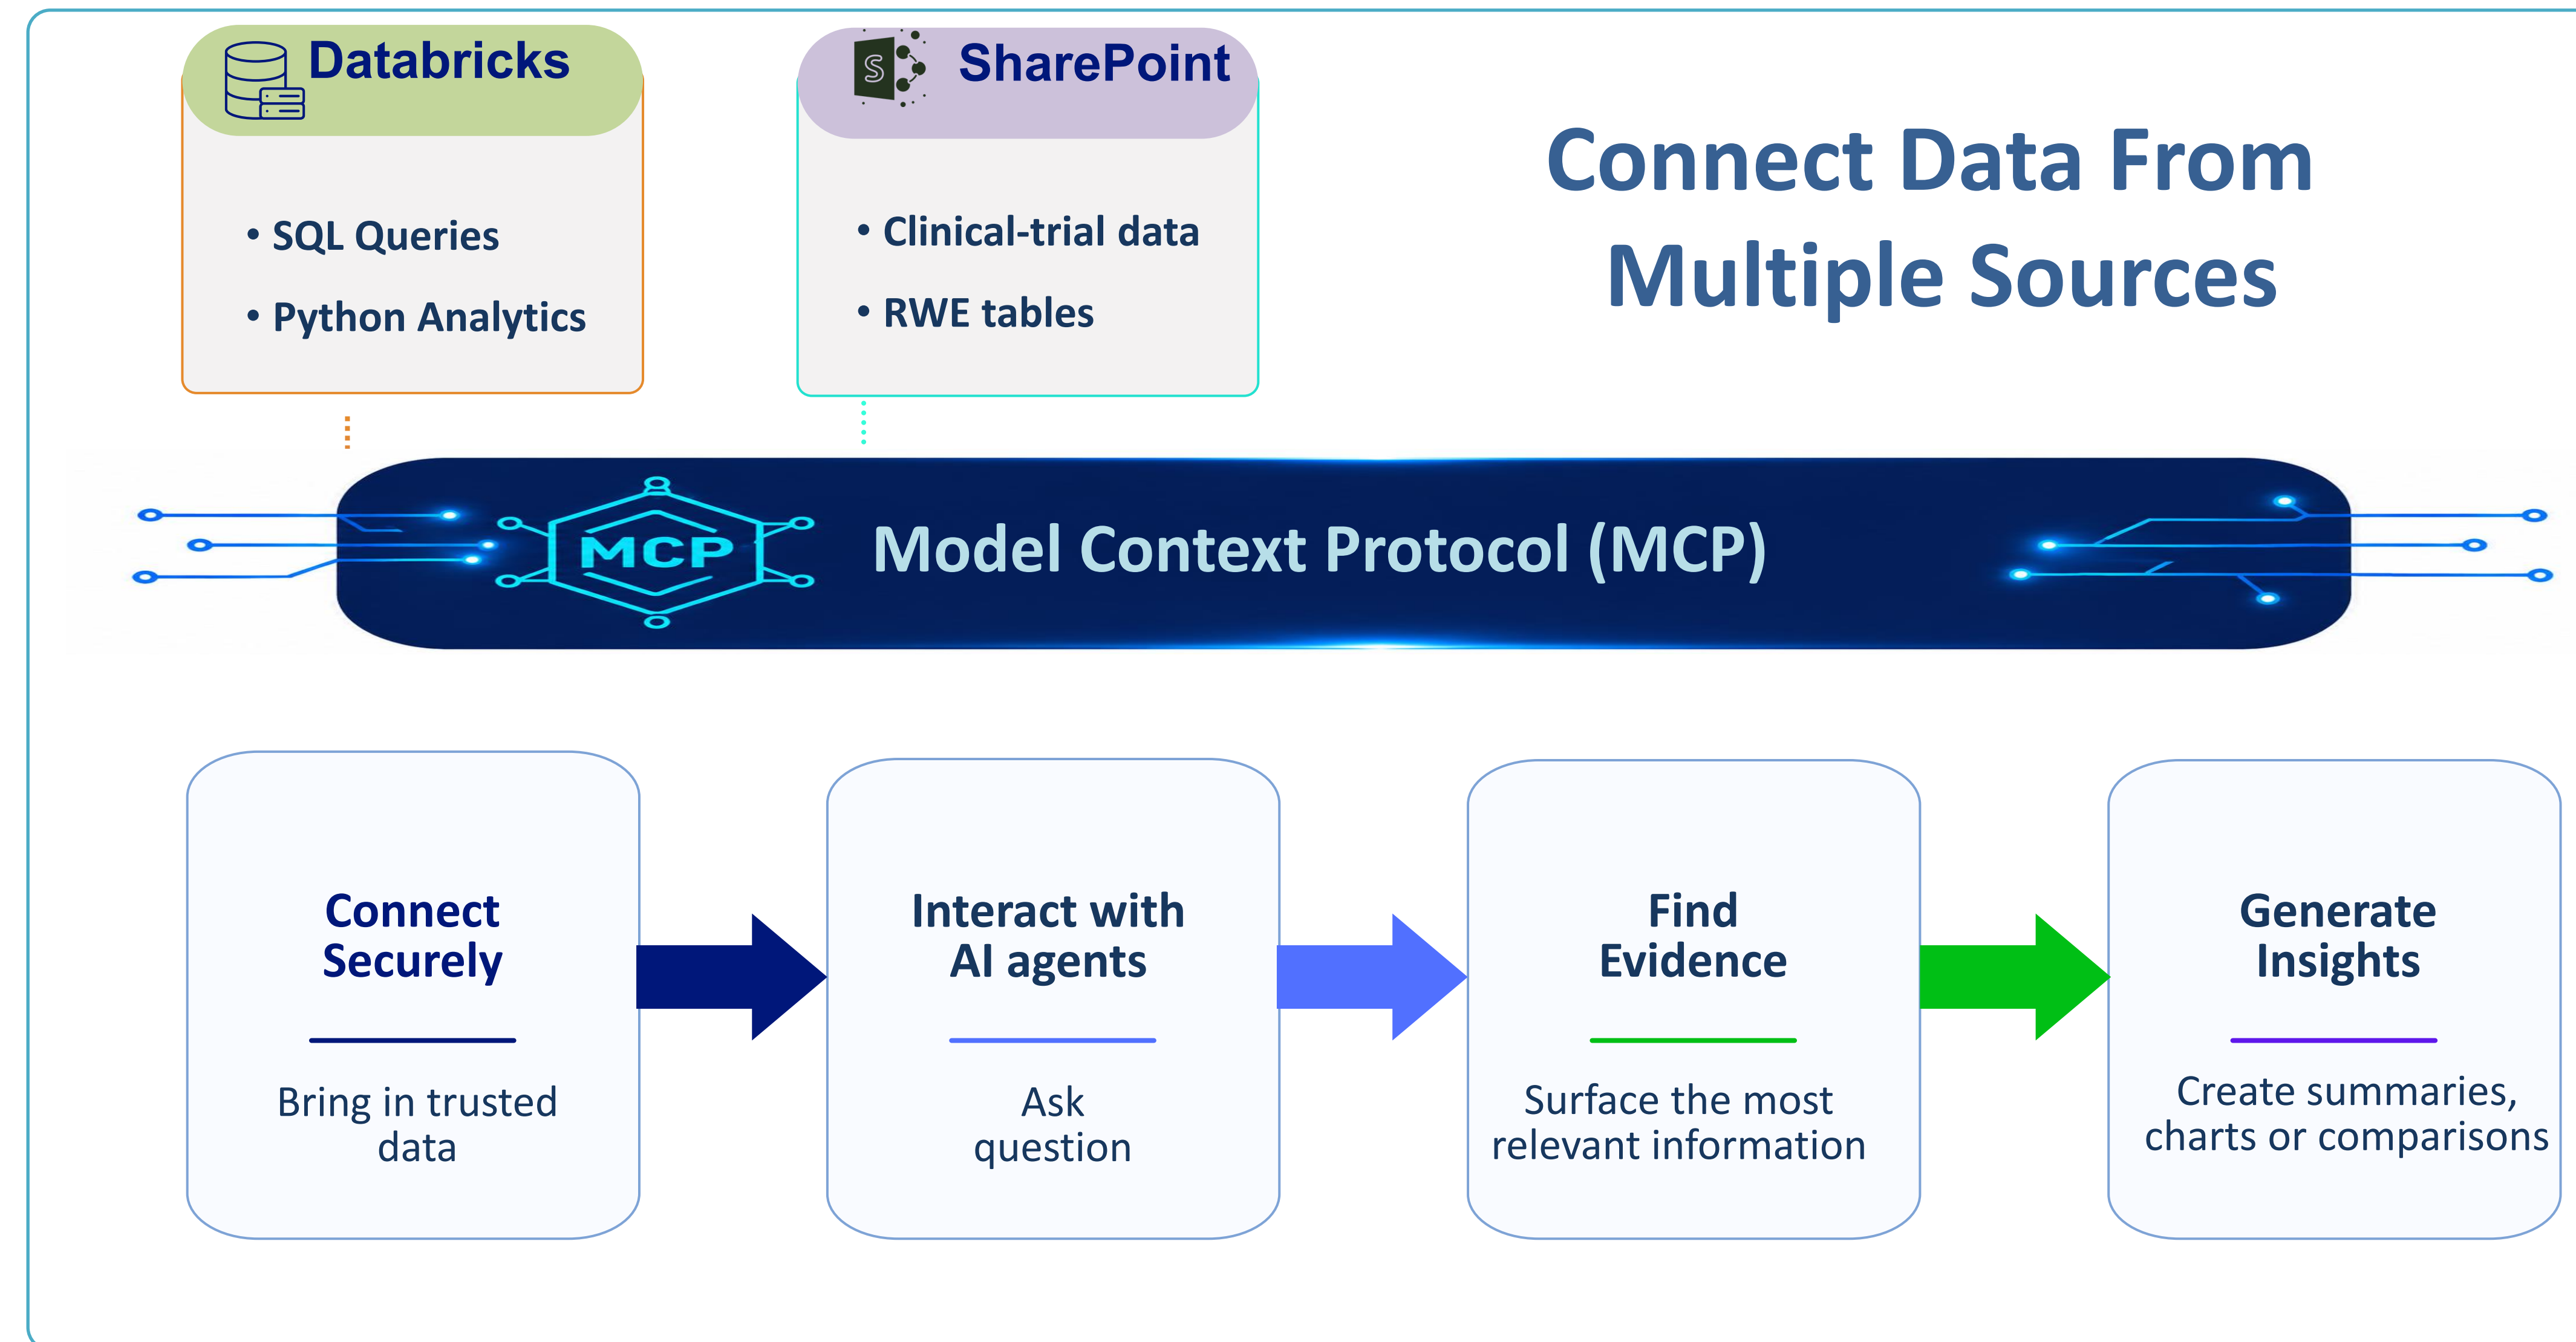 Databricks
• SQL Queries
• Python Analytics
S
SharePoint
• Clinical-trial data
• RWE tables
Connect Data From
Multiple Sources
MCP
Model Context Protocol (MCP)
Connect
Securely
Bring in trusted
data
Interact with
AI agents
Ask
question
Find
Evidence
Surface the most
relevant information
Generate
Insights
Create summaries,
charts or comparisons